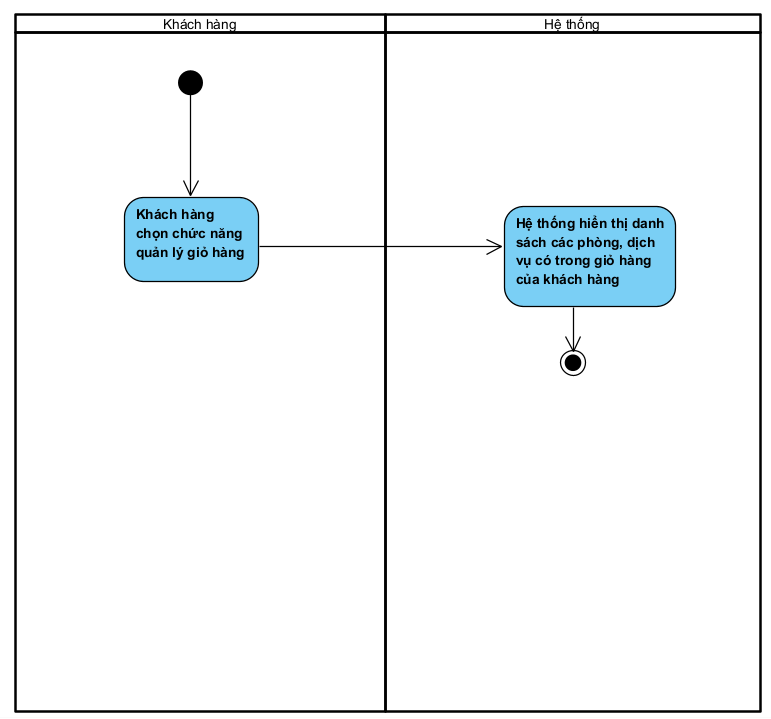 Khách hàng
Hệ thống
Khách hàng
chọn chức năng
quản lý giỏ hàng
Hệ thống hiển thị danh
sách các phòng, dịch
vụ có trong giỏ hàng
của khách hàng